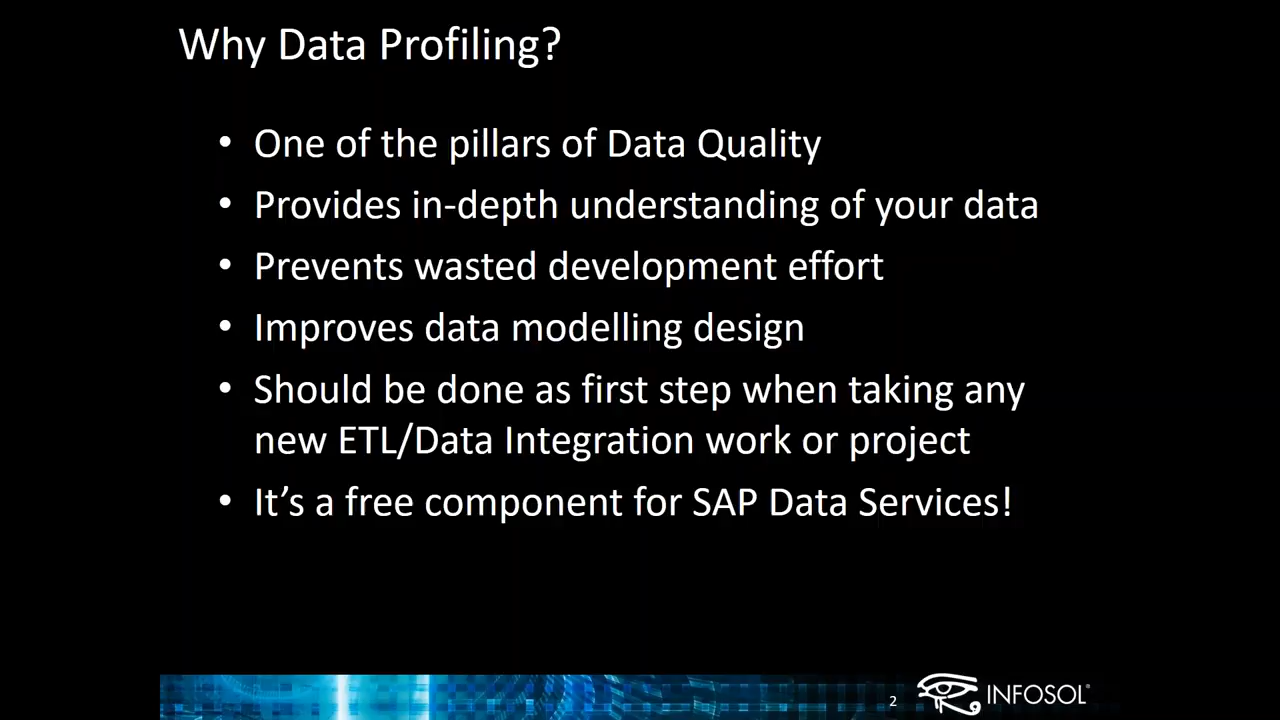 Why Data Profiling?
• One of the pillars of Data Quality
• Provides in-depth understanding of your data
• Prevents wasted development effort
• Improves data modelling design
• Should be done as first step when taking any
new ETL/Data Integration work or project
• It’s a free component for SAP Data Services!
2
INFOSOL®